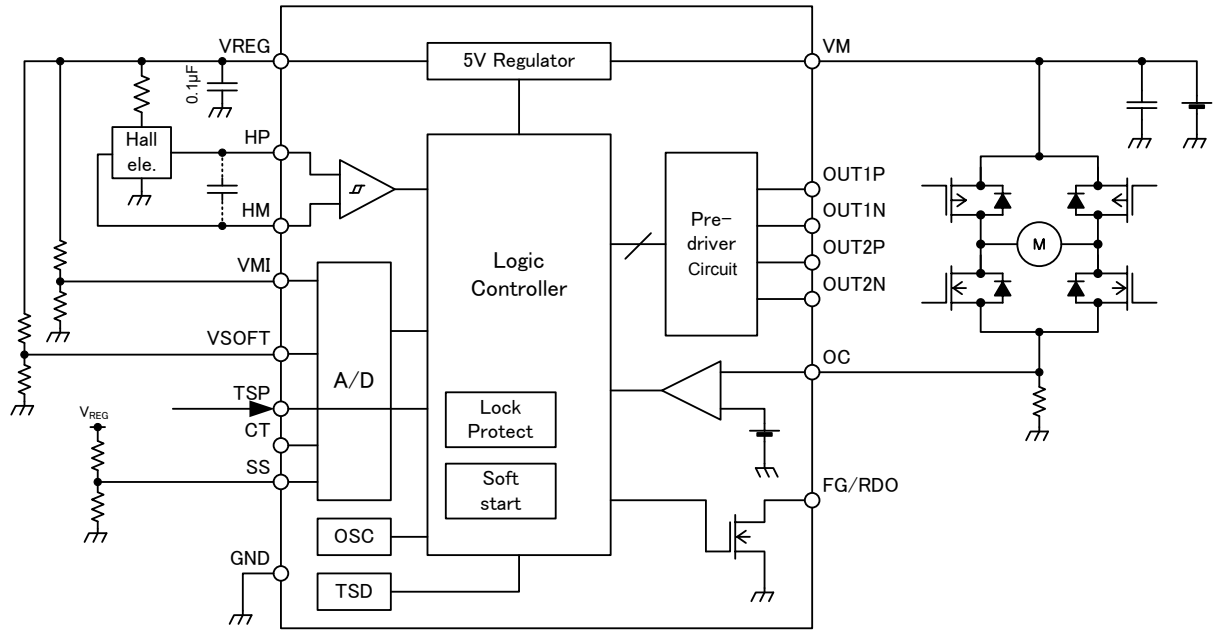 VREG
5V Regulator
VM
0.1μF
Hall
ele.
HP
HM
OUT1P
OUT1N
OUT2P
OUT2N
Pre-
driver
Circuit
M
Logic
Controller
VMI
VSOFT
A/D
OC
TSP
CT
SS
VREG
Lock
Protect
Soft
start
FG/RDO
OSC
GND
TSD